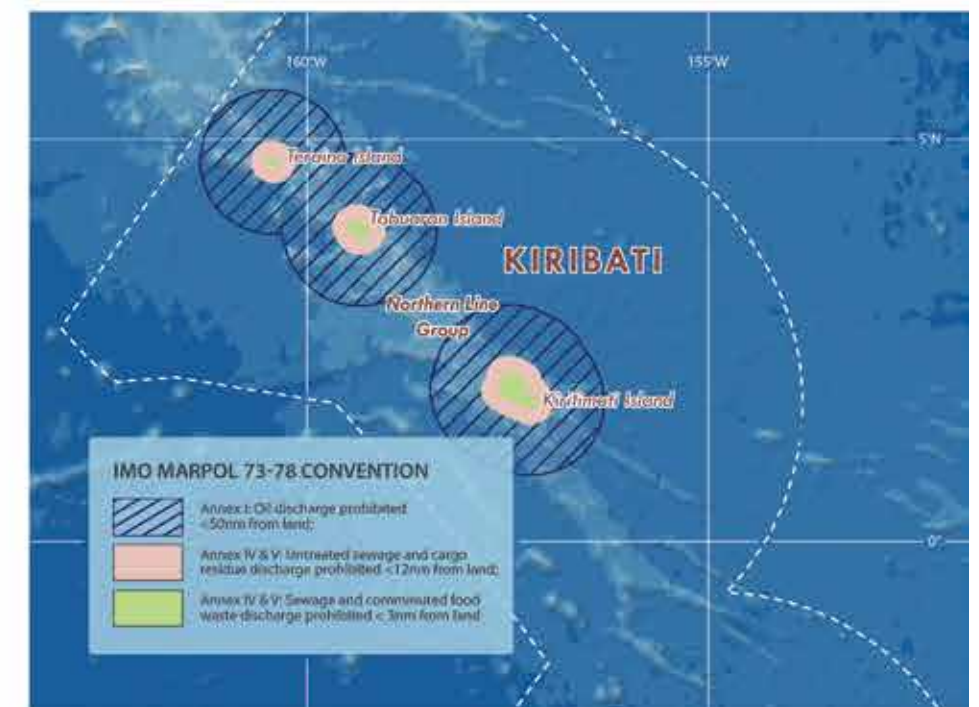 160°W
155°W
5°N
Teraina Island
Tabuaran Island
KIRIBATI
Northern Line
Group
Kiritimati Island
0°
IMO MARPOL 73-78 CONVENTION
Annex I: Oil discharge prohibited
<50nm from land;
Annex IV & V: Untreated sewage and cargo
residue discharge prohibited <12nm from land;
Annex IV & V: Sewage and comminuted food
waste discharge prohibited < 3nm from land